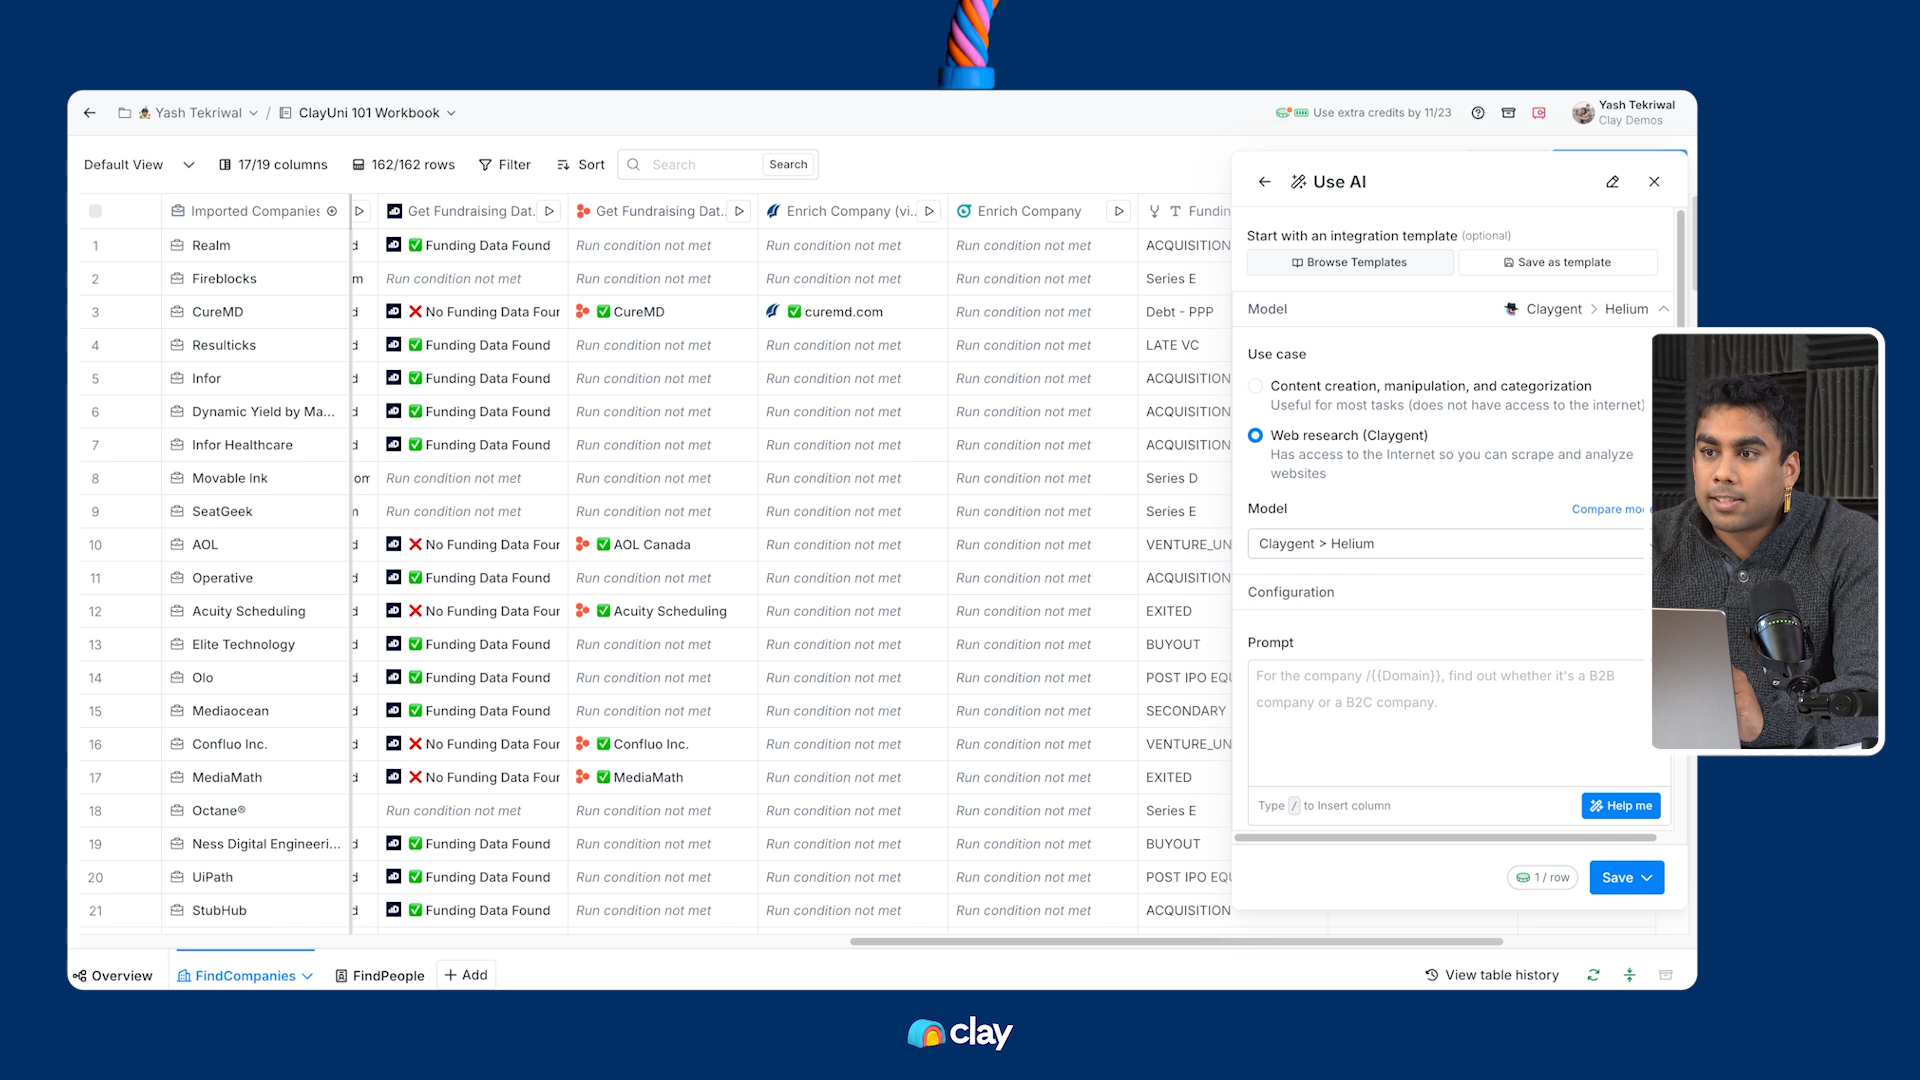 Yash Tekriwal / ClayUni 101 Workbook
Use extra credits by 11/23
Yash Tekriwal
Clay Demos
Default View
17/19 columns
162/162 rows
Filter
Sort
Search
Search
Imported Companies
Get Fundraising Dat..
Get Fundraising Dat..
Enrich Company (vi..
Enrich Company
Fundin
1 Realm d Funding Data Found Run condition not met Run condition not met Run condition not met ACQUISITION
2 Fireblocks m Run condition not met Run condition not met Run condition not met Run condition not met Series E
3 CureMD d No Funding Data Four CureMD curemd.com Run condition not met Debt - PPP
4 Resulticks d Funding Data Found Run condition not met Run condition not met Run condition not met LATE VC
5 Infor d Funding Data Found Run condition not met Run condition not met Run condition not met ACQUISITION
6 Dynamic Yield by Ma... d Funding Data Found Run condition not met Run condition not met Run condition not met ACQUISITION
7 Infor Healthcare d Funding Data Found Run condition not met Run condition not met Run condition not met ACQUISITION
8 Movable Ink om Run condition not met Run condition not met Run condition not met Run condition not met Series D
9 SeatGeek n Run condition not met Run condition not met Run condition not met Run condition not met Series E
10 AOL d No Funding Data Four AOL Canada Run condition not met Run condition not met VENTURE_UN
11 Operative d Funding Data Found Run condition not met Run condition not met Run condition not met ACQUISITION
12 Acuity Scheduling d No Funding Data Four Acuity Scheduling Run condition not met Run condition not met EXITED
13 Elite Technology d Funding Data Found Run condition not met Run condition not met Run condition not met BUYOUT
14 Olo d Funding Data Found Run condition not met Run condition not met Run condition not met POST IPO EQU
15 Mediaocean d Funding Data Found Run condition not met Run condition not met Run condition not met SECONDARY
16 Confluo Inc. d No Funding Data Four Confluo Inc. Run condition not met Run condition not met VENTURE_UN
17 MediaMath d No Funding Data Four MediaMath Run condition not met Run condition not met EXITED
18 Octane® Run condition not met Run condition not met Run condition not met Run condition not met Series E
19 Ness Digital Engineeri... d Funding Data Found Run condition not met Run condition not met Run condition not met BUYOUT
20 UiPath d Funding Data Found Run condition not met Run condition not met Run condition not met POST IPO EQU
21 StubHub d Funding Data Found Run condition not met Run condition not met Run condition not met ACQUISITION
Use AI
Start with an integration template (optional)
Browse Templates
Save as template
Model Claygent > Helium
Use case
Content creation, manipulation, and categorization
Useful for most tasks (does not have access to the internet)
Web research (Claygent)
Has access to the Internet so you can scrape and analyze
websites
Model Compare mo
Claygent > Helium
Configuration
Prompt
For the company /{{Domain}}, find out whether it's a B2B
company or a B2C company.
Type / to Insert column
Help me
1 / row
Save
Overview
FindCompanies
FindPeople
+ Add
View table history
clay